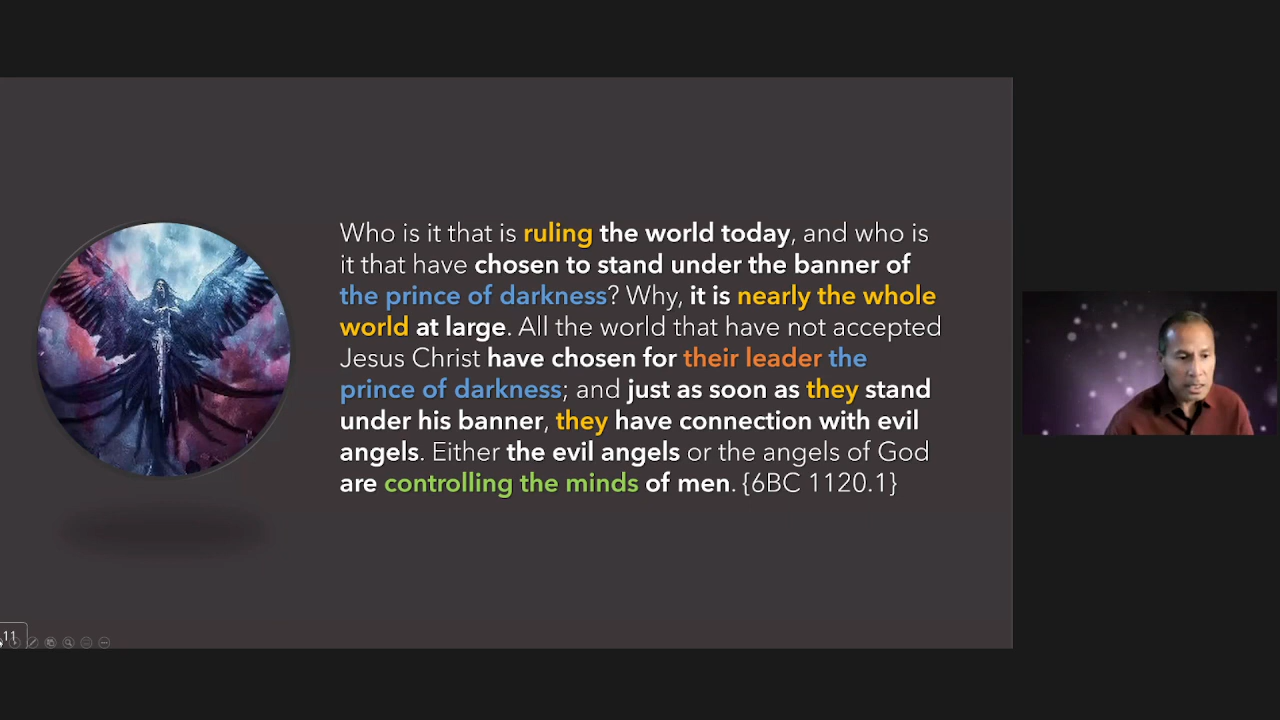 Who is it that is ruling the world today, and who is
it that have chosen to stand under the banner of
the prince of darkness? Why, it is nearly the whole
world at large. All the world that have not accepted
Jesus Christ have chosen for their leader the
prince of darkness; and just as soon as they stand
under his banner, they have connection with evil
angels. Either the evil angels or the angels of God
are controlling the minds of men. {6BC 1120.1}
11